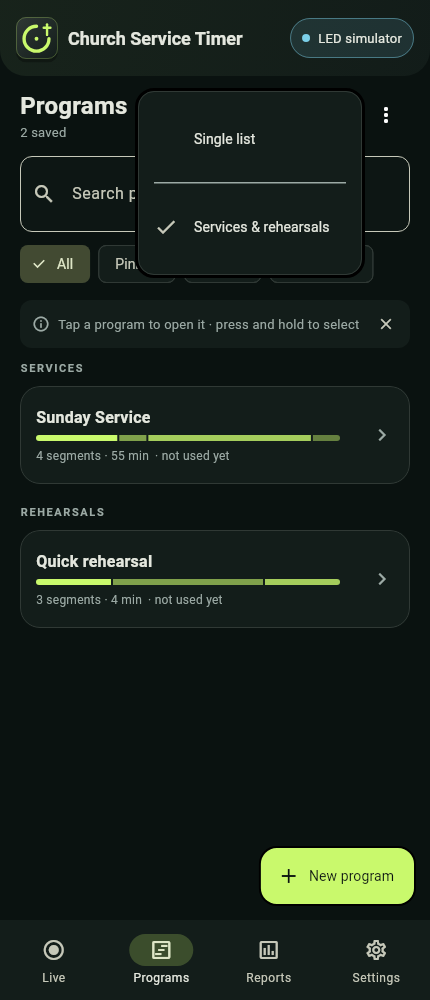 Church Service Timer
LED simulator
Programs
2 saved
Single list
Services & rehearsals
Search p
All
Pin
Tap a program to open it · press and hold to select
SERVICES
Sunday Service
4 segments · 55 min · not used yet
REHEARSALS
Quick rehearsal
3 segments · 4 min · not used yet
New program
Live
Programs
Reports
Settings